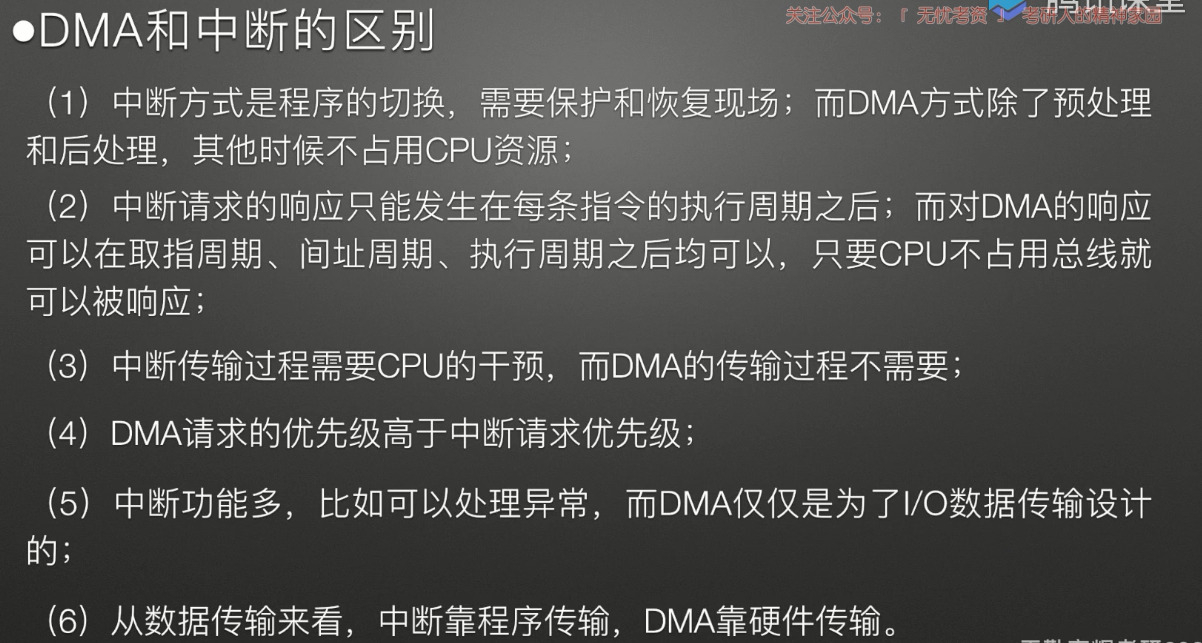 腾讯课堂
关注公众号：「 无忧考资 」 考研人的精神家园
●DMA和中断的区别
（1）中断方式是程序的切换，需要保护和恢复现场；而DMA方式除了预处理
和后处理，其他时候不占用CPU资源；
（2）中断请求的响应只能发生在每条指令的执行周期之后；而对DMA的响应
可以在取指周期、间址周期、执行周期之后均可以，只要CPU不占用总线就
可以被响应；
（3）中断传输过程需要CPU的干预，而DMA的传输过程不需要；
（4）DMA请求的优先级高于中断请求优先级；
（5）中断功能多，比如可以处理异常，而DMA仅仅是为了I/O数据传输设计
的；
（6）从数据传输来看，中断靠程序传输，DMA靠硬件传输。